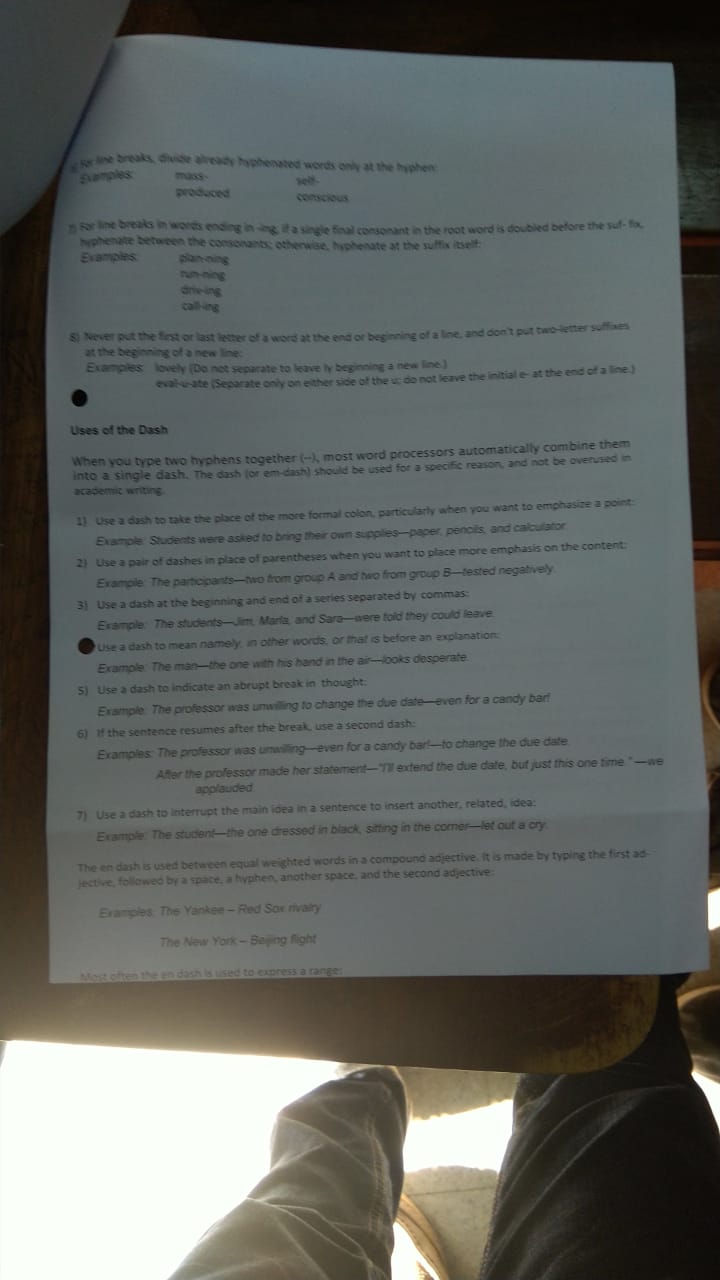 For line breaks, divide already hyphenated words only at the hyphen:
Examples: mass- self-
produced conscious
7) For line breaks in words ending in -ing, if a single final consonant in the root word is doubled before the suf- fix,
hyphenate between the consonants; otherwise, hyphenate at the suffix itself:
Examples: plan-ning
run-ning
driv-ing
call-ing
8) Never put the first or last letter of a word at the end or beginning of a line, and don't put two-letter suffixes
at the beginning of a new line:
Examples: lovely (Do not separate to leave ly beginning a new line.)
eval-u-ate (Separate only on either side of the u; do not leave the initial e- at the end of a line.)
Uses of the Dash
When you type two hyphens together (--), most word processors automatically combine them
into a single dash. The dash (or em-dash) should be used for a specific reason, and not be overused in
academic writing.
1) Use a dash to take the place of the more formal colon, particularly when you want to emphasize a point:
Example: Students were asked to bring their own supplies—paper, pencils, and calculator.
2) Use a pair of dashes in place of parentheses when you want to place more emphasis on the content:
Example: The participants—two from group A and two from group B—tested negatively.
3) Use a dash at the beginning and end of a series separated by commas:
Example: The students—Jim, Marla, and Sara—were told they could leave.
Use a dash to mean namely, in other words, or that is before an explanation:
Example: The man—the one with his hand in the air—looks desperate.
5) Use a dash to indicate an abrupt break in thought:
Example: The professor was unwilling to change the due date—even for a candy bar!
6) If the sentence resumes after the break, use a second dash:
Examples: The professor was unwilling—even for a candy bar!—to change the due date.
After the professor made her statement—"I'll extend the due date, but just this one time."—we
applauded.
7) Use a dash to interrupt the main idea in a sentence to insert another, related, idea:
Example: The student—the one dressed in black, sitting in the corner—let out a cry.
The en dash is used between equal weighted words in a compound adjective. It is made by typing the first ad-
jective, followed by a space, a hyphen, another space, and the second adjective:
Examples: The Yankee – Red Sox rivalry
The New York – Beijing flight
Most often the en dash is used to express a range: